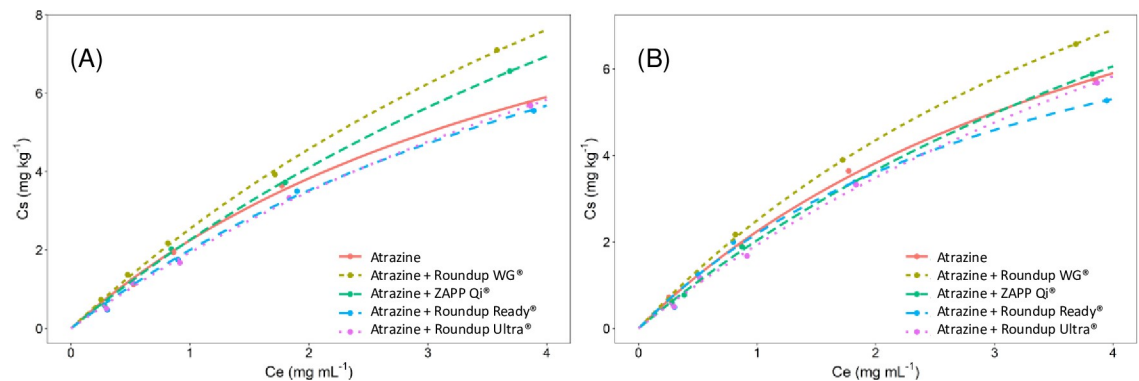 (A)
Cs (mg kg⁻¹)
8
6
4
2
0
Atrazine
Atrazine + Roundup WG®
Atrazine + ZAPP Qi®
Atrazine + Roundup Ready®
Atrazine + Roundup Ultra®
0 1 2 3 4
Ce (mg mL⁻¹)
(B)
Cs (mg kg⁻¹)
6
4
2
0
Atrazine
Atrazine + Roundup WG®
Atrazine + ZAPP Qi®
Atrazine + Roundup Ready®
Atrazine + Roundup Ultra®
0 1 2 3 4
Ce (mg mL⁻¹)